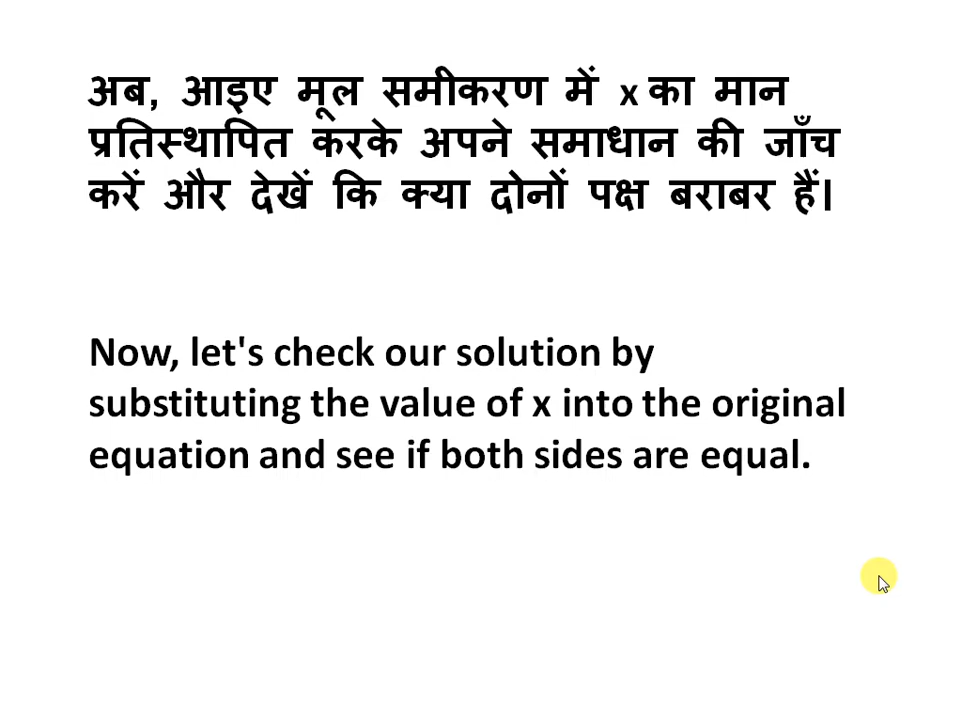 अब, आइए मूल समीकरण में x का मान
प्रतिस्थापित करके अपने समाधान की जाँच
करें और देखें कि क्या दोनों पक्ष बराबर हैं।
Now, let's check our solution by
substituting the value of x into the original
equation and see if both sides are equal.